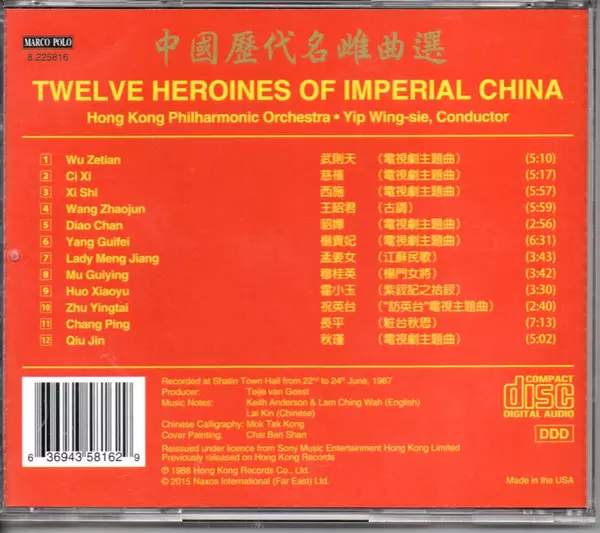 MARCO POLO
8.225816
中國歷代名雌曲選
TWELVE HEROINES OF IMPERIAL CHINA
Hong Kong Philharmonic Orchestra • Yip Wing-sie, Conductor
1 Wu Zetian 武則天 (電視劇主題曲) (5:10)
2 Ci Xi 慈禧 (電視劇主題曲) (5:17)
3 Xi Shi 西施 (電視劇主題曲) (5:57)
4 Wang Zhaojun 王昭君 (古調) (5:59)
5 Diao Chan 貂嬋 (電視劇主題曲) (2:56)
6 Yang Guifei 楊貴妃 (電視劇主題曲) (6:31)
7 Lady Meng Jiang 孟姜女 (江蘇民歌) (3:43)
8 Mu Guiying 穆桂英 (楊門女將) (3:42)
9 Huo Xiaoyu 霍小玉 (紫釵記之拾釵) (3:30)
10 Zhu Yingtai 祝英台 ("訪英台"電視主題曲) (2:40)
11 Chang Ping 長平 (粧台秋思) (7:13)
12 Qiu Jin 秋瑾 (電視劇主題曲) (5:02)
Recorded at Shatin Town Hall from 22nd to 24th June, 1987
Producer: Teije van Geest
Music Notes: Keith Anderson & Lam Ching Wah (English)
Lai Kin (Chinese)
Chinese Calligraphy: Mok Tak Kong
Cover Painting: Chai Ben Shan
Reissued under licence from Sony Music Entertainment Hong Kong Limited
Previously released on Hong Kong Records
℗ 1988 Hong Kong Records Co., Ltd.
© 2015 Naxos International (Far East) Ltd.
6 36943 58162 9
COMPACT
disc
DIGITAL AUDIO
DDD
Made in the USA